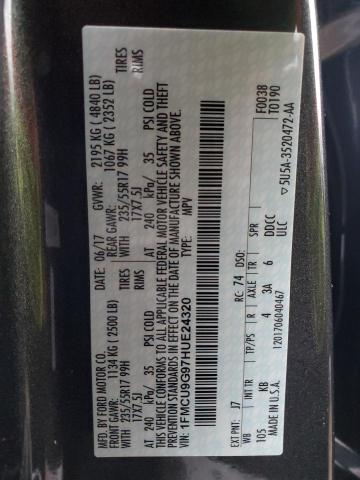 MFD. BY FORD MOTOR CO.
06/17 GVWR: 2195 KG ( 4840 LB)
FRONT GAWR: 1134 KG ( 2500 LB) REAR GAWR: 1067 KG ( 2352 LB)
WITH 235/55R17 99H TIRES WITH 235/55R17 99H TIRES
17X7.5J RIMS 17X7.5J RIMS
AT 240 kPa/ 35 PSI COLD AT 240 kPa/ 35 PSI COLD
THIS VEHICLE CONFORMS TO ALL APPLICABLE FEDERAL MOTOR VEHICLE SAFETY AND THEFT
PREVENTION STANDARDS IN EFFECT ON THE DATE OF MANUFACTURE SHOWN ABOVE.
VIN: 1FMCU9G97HUE24320
TYPE: MPV
F0038
T0190
EXT PNT: J7 RC: 74 DSO:
WB INT TR TP/PS R AXLE TR SPR
105 KB 4 3A 6 DDCC
MADE IN U.S.A. ULC
1201706040467
▽5U5A-3520472-AA